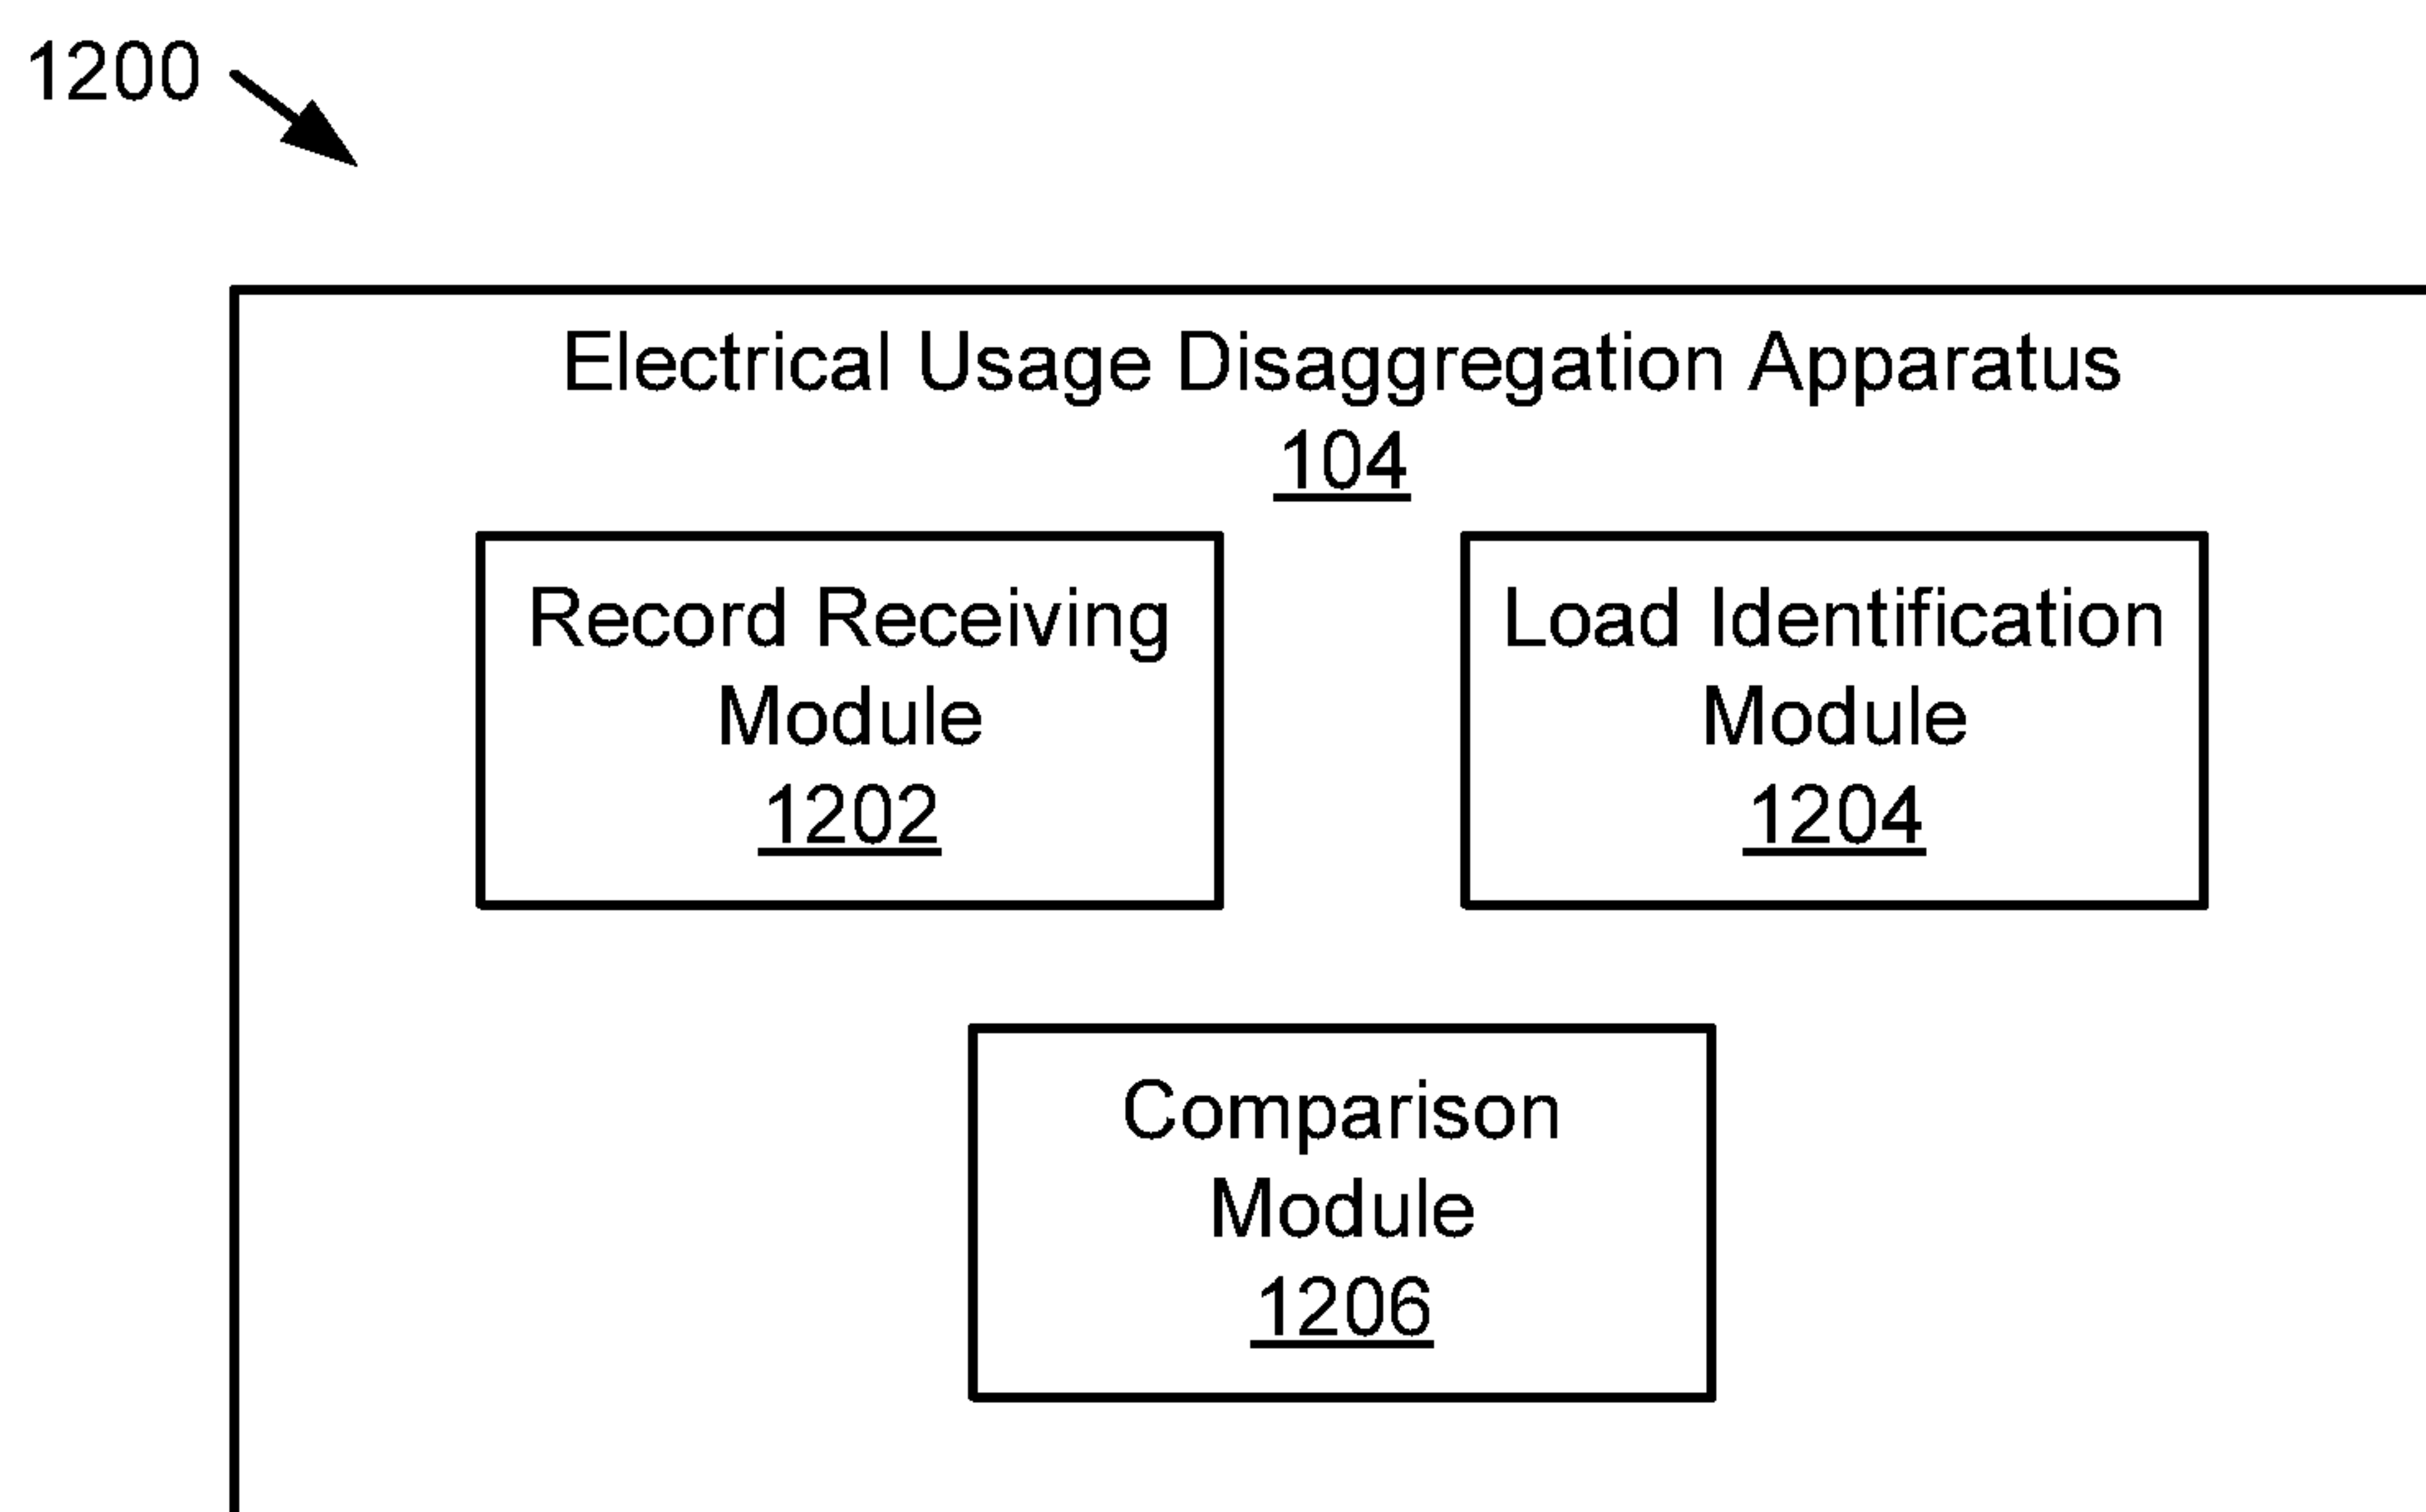 1200
Electrical Usage Disaggregation Apparatus
104
Record Receiving
Module
1202
Load Identification
Module
1204
Comparison
Module
1206